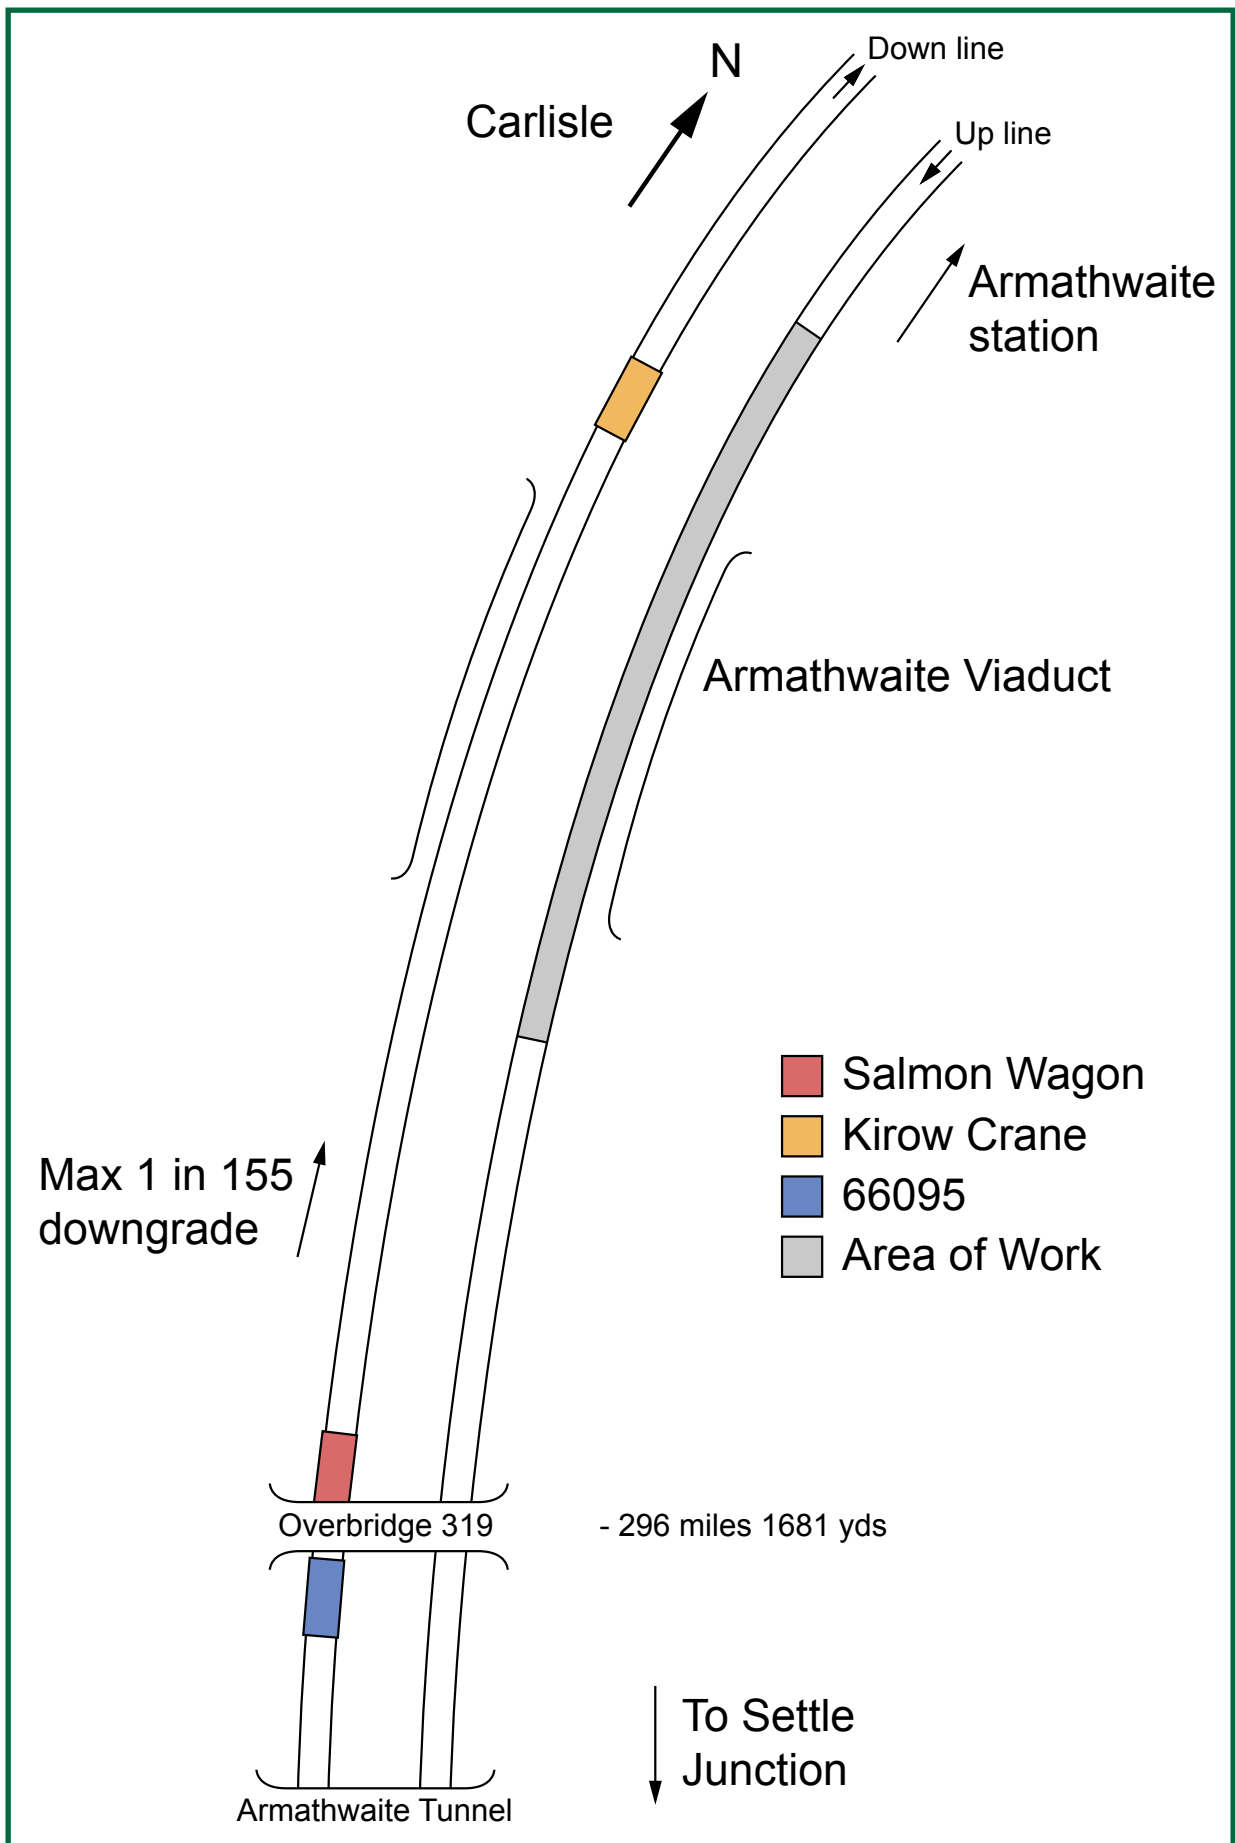 N
Down line
Carlisle
Up line
Armathwaite
station
Armathwaite Viaduct
Salmon Wagon
Kirow Crane
66095
Area of Work
Max 1 in 155
downgrade
Overbridge 319
- 296 miles 1681 yds
To Settle
Junction
Armathwaite Tunnel